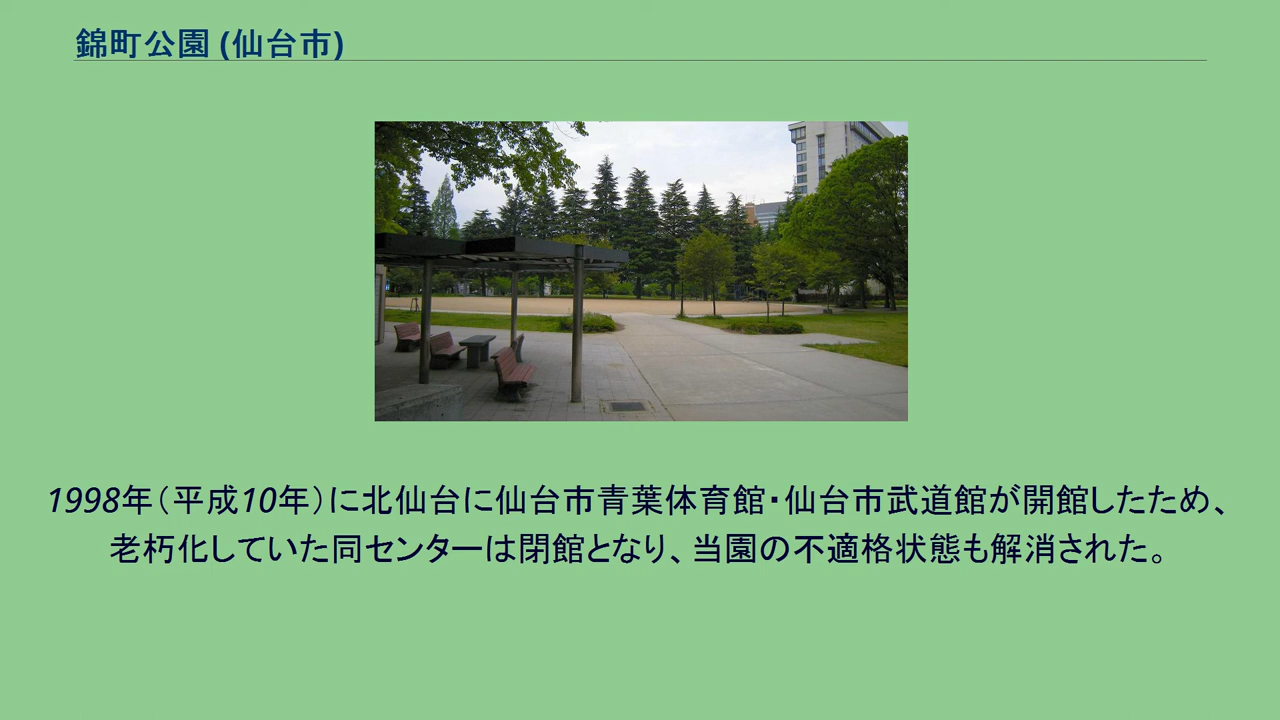 錦町公園 (仙台市)
1998年（平成10年）に北仙台に仙台市青葉体育館・仙台市武道館が開館したため、
老朽化していた同センターは閉館となり、当園の不適格状態も解消された。